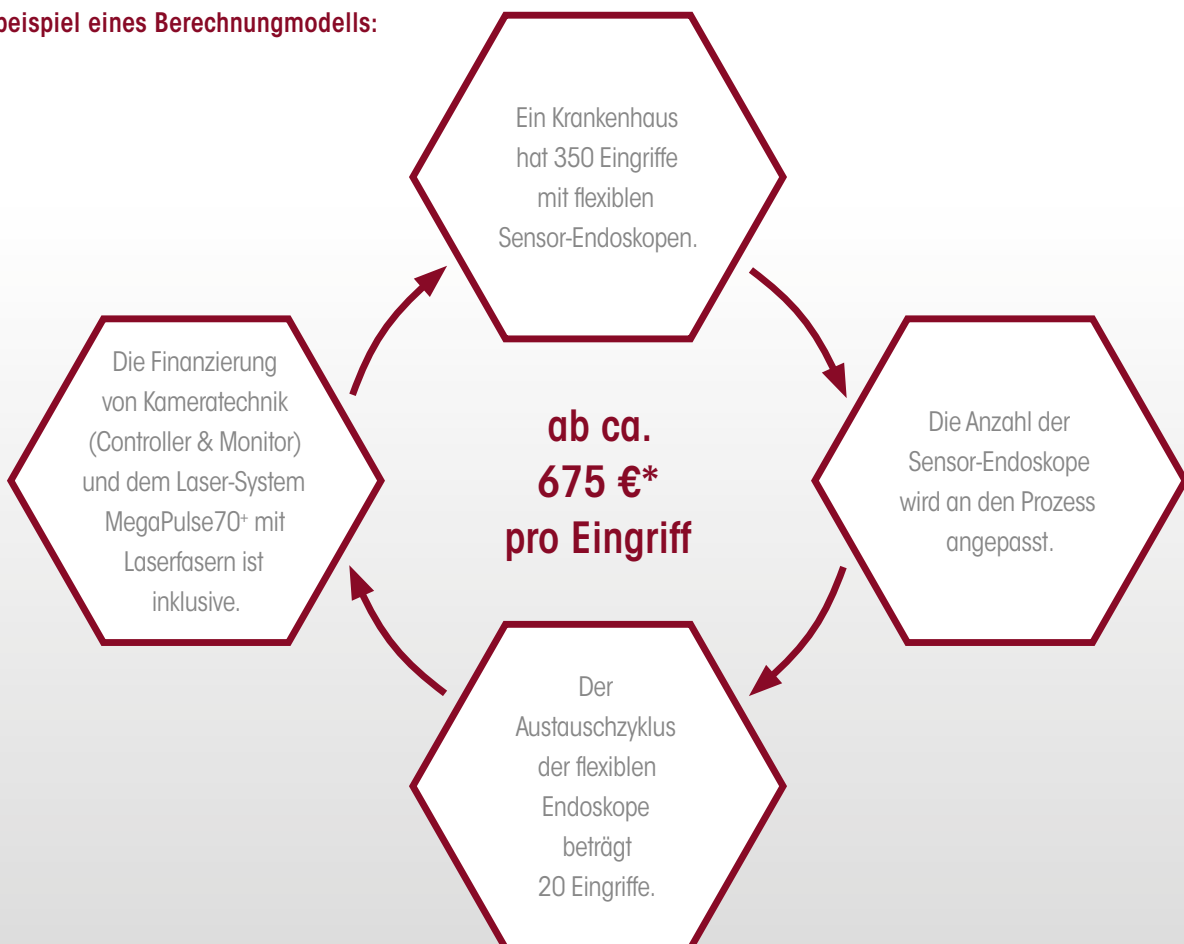 beispiel eines Berechnungmodells:
Ein Krankenhaus
hat 350 Eingriffe
mit flexiblen
Sensor-Endoskopen.
Die Anzahl der
Sensor-Endoskope
wird an den Prozess
angepasst.
Der
Austauschzyklus
der flexiblen
Endoskope
beträgt
20 Eingriffe.
Die Finanzierung
von Kameratechnik
(Controller & Monitor)
und dem Laser-System
MegaPulse70⁺ mit
Laserfasern ist
inklusive.
ab ca.
675 €*
pro Eingriff